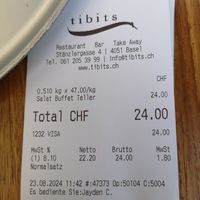 tibits
Restaurant Bar Take Away
Stänzlergasse 4 | 4051 Basel
Tel. 061 205 39 99 | info@tibits.ch
www.tibits.ch
CHF
0.510 kg x 47.00/kg
Salat Buffet Teller 24.00
Total CHF 24.00
1232 VISA 24.00
MwSt % Netto Brutto MwSt
(1) 8.10 22.20 24.00 1.80
Normalsatz
23.08.2024 11:42 #:47373 Op:50104 C:5004
Es bediente Sie:Jayden C.